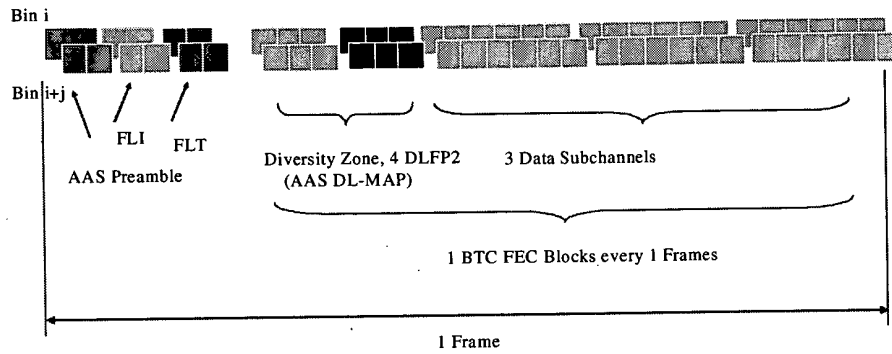 Bin i
Bin i+j
FLI
FLT
AAS Preamble
Diversity Zone, 4 DLFP2
(AAS DL-MAP)
3 Data Subchannels
1 BTC FEC Blocks every 1 Frames
1 Frame